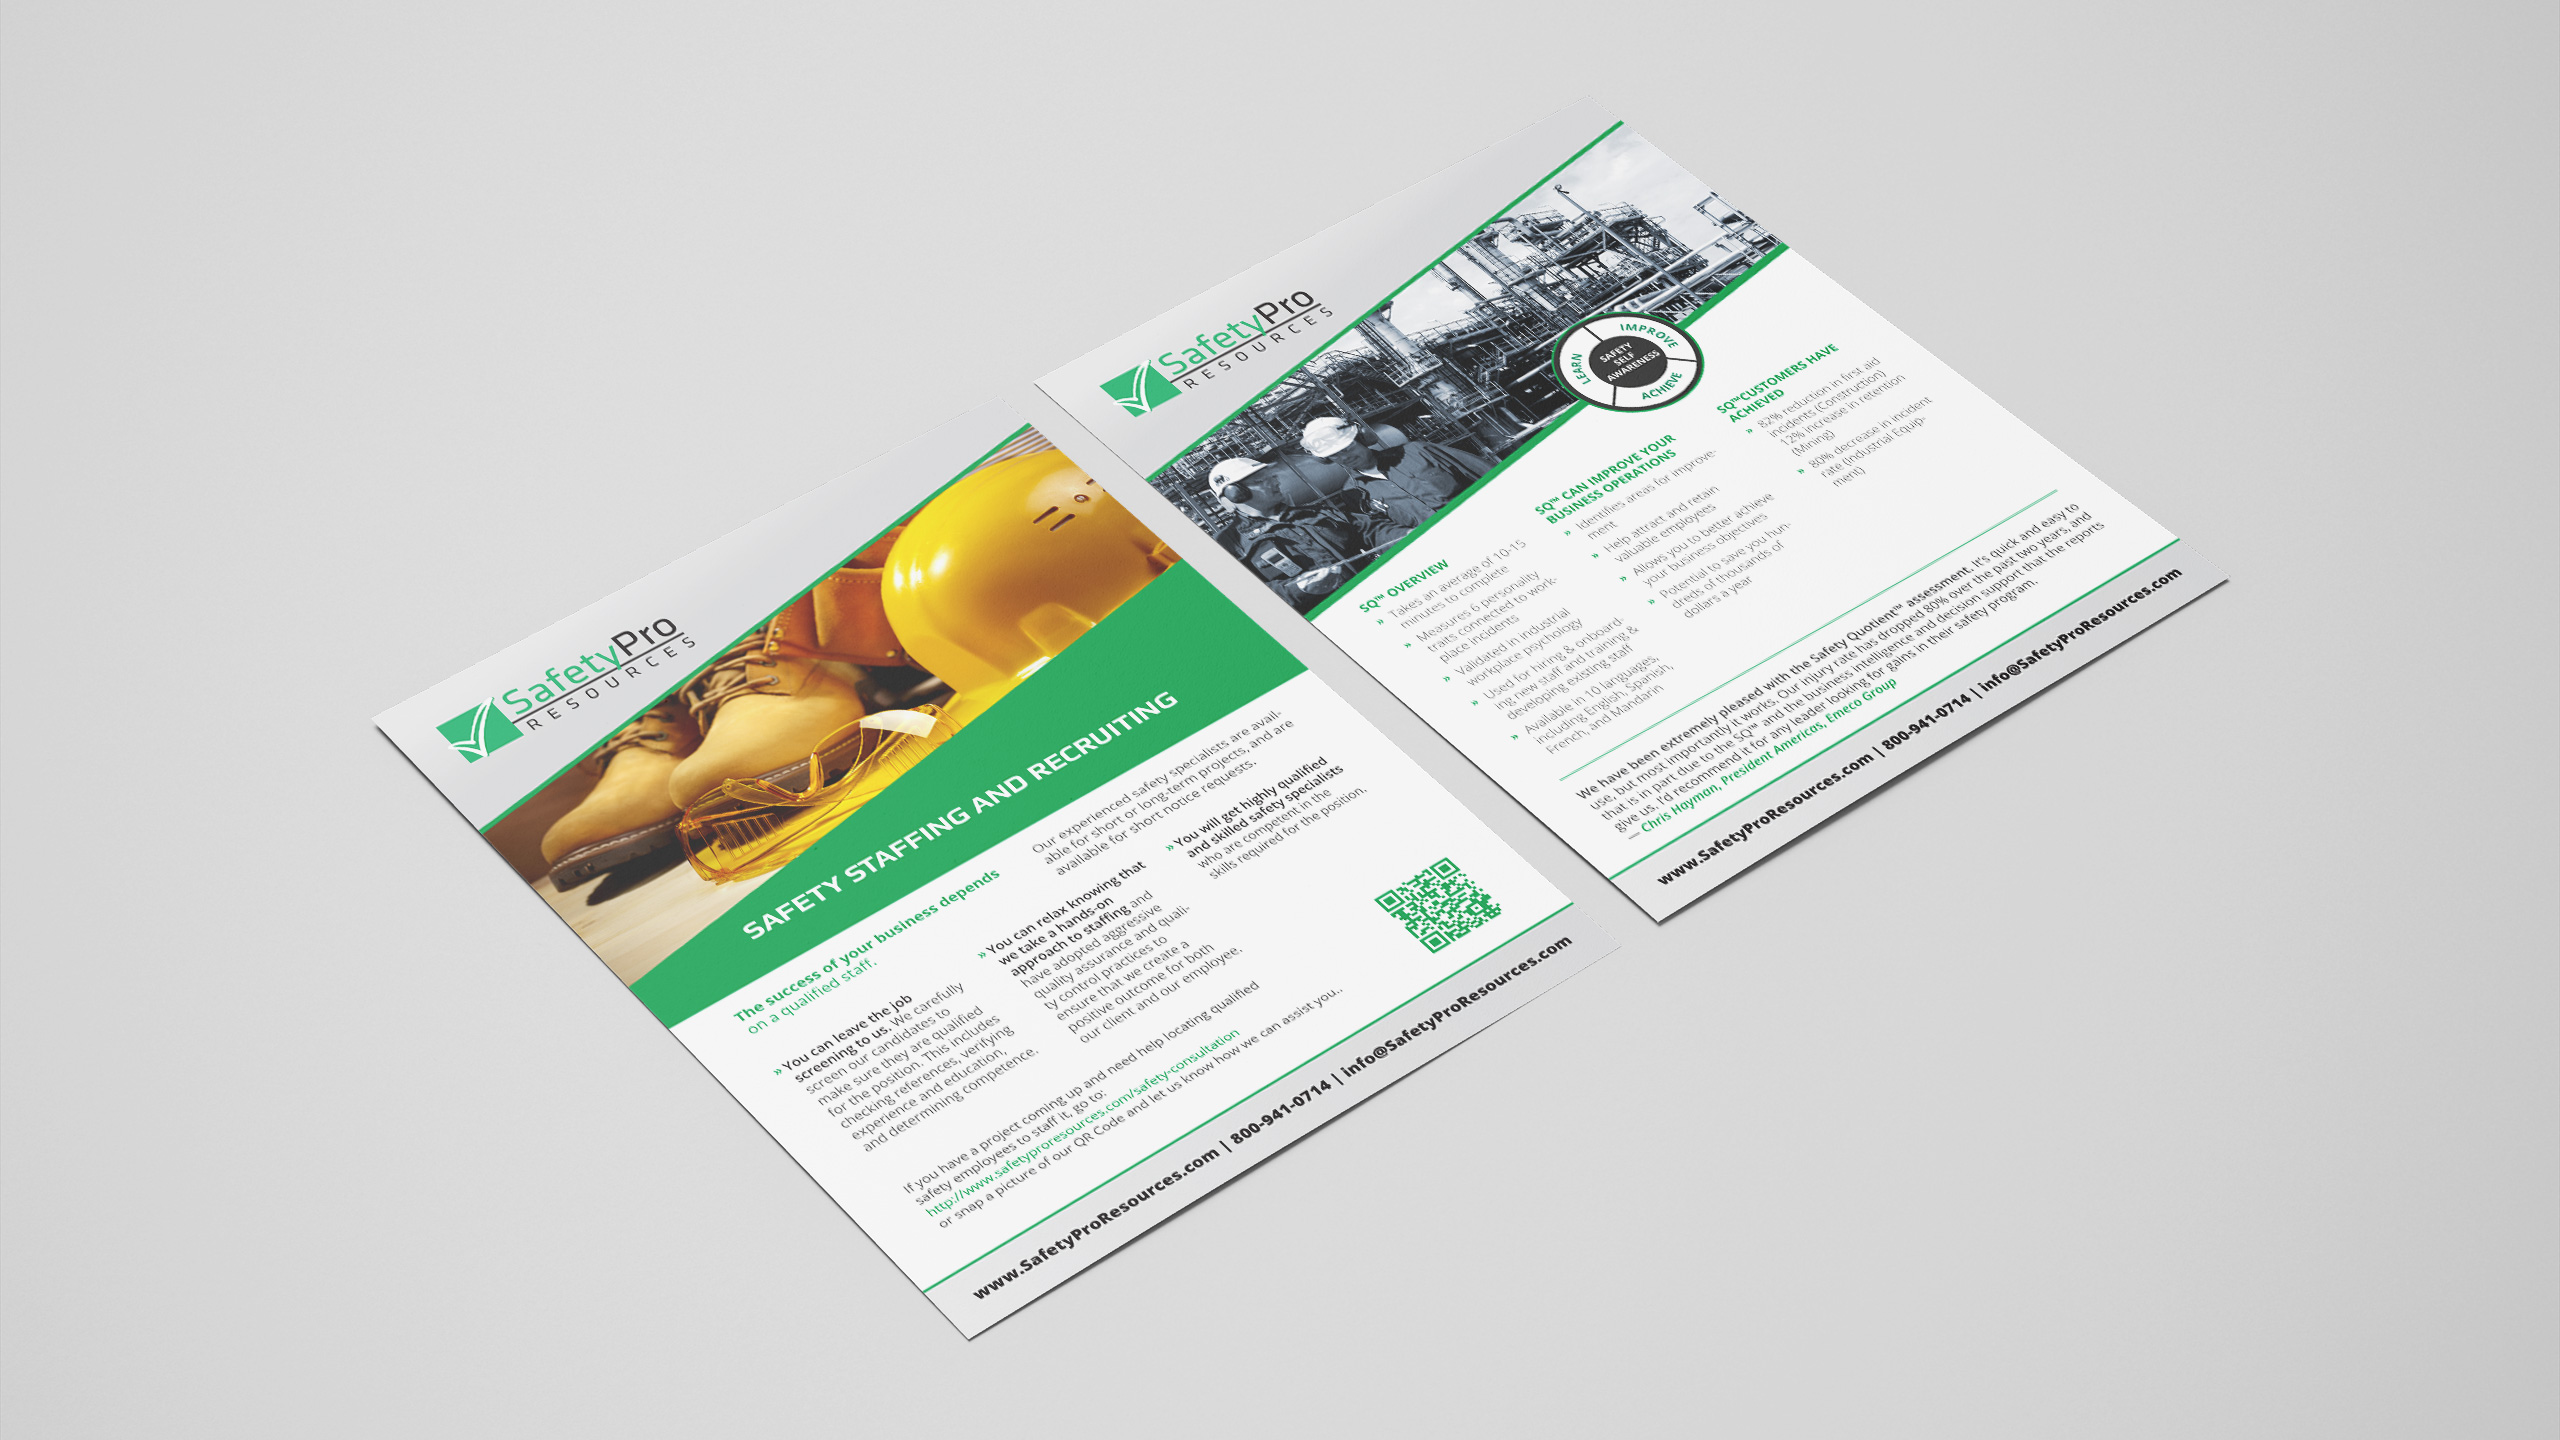 SafetyPro
RESOURCES
SAFETY STAFFING AND RECRUITING
The success of your business depends
on a qualified staff.
Our experienced safety specialists are avail-
able for short or long-term projects, and are
available for short notice requests.
» You can leave the job
screening to us. We carefully
screen our candidates to
make sure they are qualified
for the position. This includes
checking references, verifying
experience and education,
and determining competence.
» You can relax knowing that
we take a hands-on
approach to staffing and
have adopted aggressive
quality assurance and quali-
ty control practices to
ensure that we create a
positive outcome for both
our client and our employee.
» You will get highly qualified
and skilled safety specialists
who are competent in the
skills required for the position.
If you have a project coming up and need help locating qualified
safety employees to staff it, go to:
http://www.safetyproresources.com/safety-consultation
or snap a picture of our QR Code and let us know how we can assist you..
www.SafetyProResources.com | 800-941-0714 | info@SafetyProResources.com
SafetyPro
RESOURCES
LEARN
IMPROVE
ACHIEVE
SAFETY
SELF
AWARENESS
SQ™ OVERVIEW
» Takes an average of 10-15
minutes to complete
» Measures 6 personality
traits connected to work-
place incidents
» Validated in industrial
workplace psychology
» Used for hiring & onboard-
ing new staff and training &
developing existing staff
» Available in 10 languages,
including English, Spanish,
French, and Mandarin
SQ™ CAN IMPROVE YOUR
BUSINESS OPERATIONS
» Identifies areas for improve-
ment
» Help attract and retain
valuable employees
» Allows you to better achieve
your business objectives
» Potential to save you hun-
dreds of thousands of
dollars a year
SQ™CUSTOMERS HAVE
ACHIEVED
» 82% reduction in first aid
incidents (Construction)
12% increase in retention
(Mining)
» 80% decrease in incident
rate (Industrial Equip-
ment)
We have been extremely pleased with the Safety Quotient™ assessment. It's quick and easy to
use, but most importantly it works. Our injury rate has dropped 80% over the past two years, and
that is in part due to the SQ™ and the business intelligence and decision support that the reports
give us. I'd recommend it for any leader looking for gains in their safety program.
— Chris Hayman, President Americas, Emeco Group
www.SafetyProResources.com | 800-941-0714 | info@SafetyProResources.com